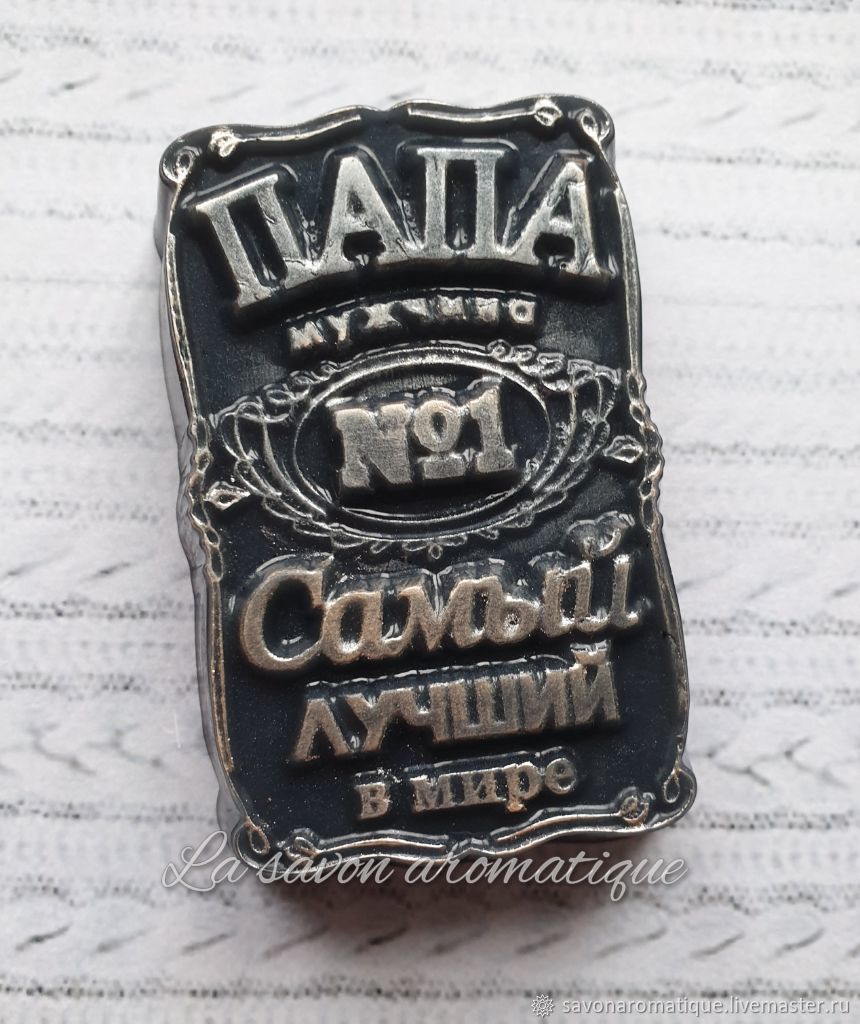 ПАПА
мужчина
№1
Самый
ЛУЧШИЙ
в мире
La savon aromatique
savonaromatique.livemaster.ru